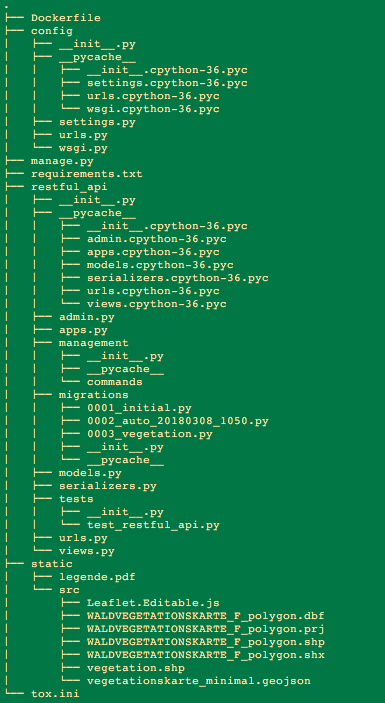 .
├── Dockerfile
├── config
│   ├── __init__.py
│   ├── __pycache__
│   │   ├── __init__.cpython-36.pyc
│   │   ├── settings.cpython-36.pyc
│   │   ├── urls.cpython-36.pyc
│   │   └── wsgi.cpython-36.pyc
│   ├── settings.py
│   ├── urls.py
│   └── wsgi.py
├── manage.py
├── requirements.txt
├── restful_api
│   ├── __init__.py
│   ├── __pycache__
│   │   ├── __init__.cpython-36.pyc
│   │   ├── admin.cpython-36.pyc
│   │   ├── apps.cpython-36.pyc
│   │   ├── models.cpython-36.pyc
│   │   ├── serializers.cpython-36.pyc
│   │   ├── urls.cpython-36.pyc
│   │   └── views.cpython-36.pyc
│   ├── admin.py
│   ├── apps.py
│   ├── management
│   │   ├── __init__.py
│   │   ├── __pycache__
│   │   └── commands
│   ├── migrations
│   │   ├── 0001_initial.py
│   │   ├── 0002_auto_20180308_1050.py
│   │   ├── 0003_vegetation.py
│   │   ├── __init__.py
│   │   └── __pycache__
│   ├── models.py
│   ├── serializers.py
│   ├── tests
│   │   ├── __init__.py
│   │   └── test_restful_api.py
│   ├── urls.py
│   └── views.py
├── static
│   ├── legende.pdf
│   └── src
│       ├── Leaflet.Editable.js
│       ├── WALDVEGETATIONSKARTE_F_polygon.dbf
│       ├── WALDVEGETATIONSKARTE_F_polygon.prj
│       ├── WALDVEGETATIONSKARTE_F_polygon.shp
│       ├── WALDVEGETATIONSKARTE_F_polygon.shx
│       ├── vegetation.shp
│       └── vegetationskarte_minimal.geojson
└── tox.ini